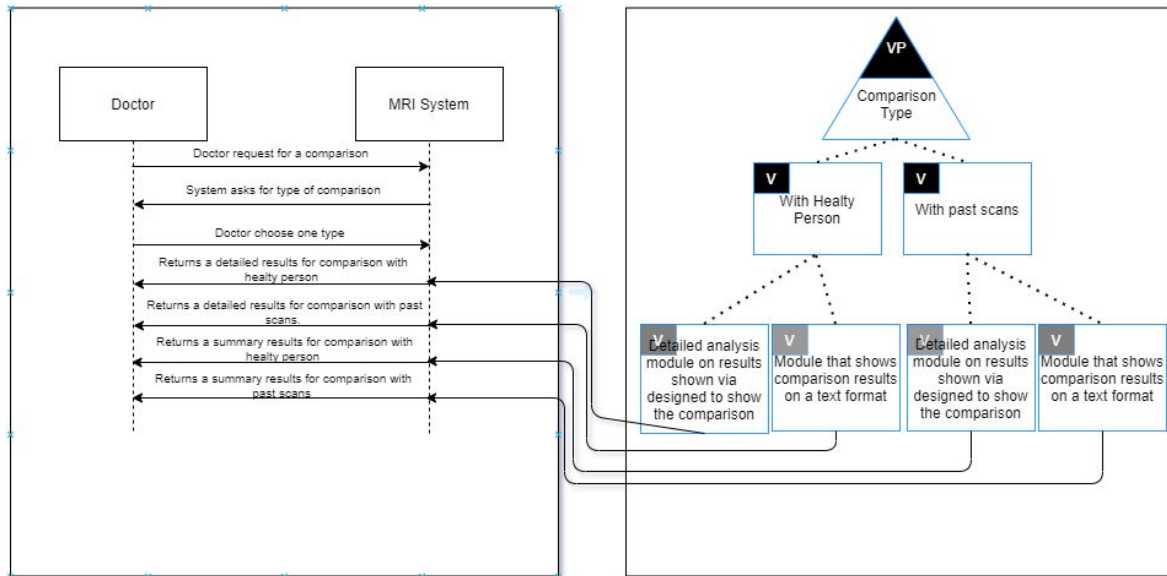 Doctor
MRI System
Doctor request for a comparison
System asks for type of comparison
Doctor choose one type
Returns a detailed results for comparison with
healty person
Returns a detailed results for comparison with past
scans.
Returns a summary results for comparison with
healty person
Returns a summary results for comparison with
past scans
VP
Comparison
Type
V
With Healty
Person
V
With past scans
V
Detailed analysis
module on results
shown via
designed to show
the comparison
V
Module that shows
comparison results
on a text format
V
Detailed analysis
module on results
shown via
designed to show
the comparison
V
Module that shows
comparison results
on a text format